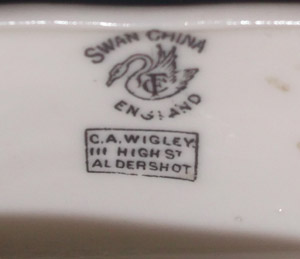 SWAN CHINA
CF
ENGLAND
C.A. WIGLEY.
111 HIGH ST
ALDERSHOT